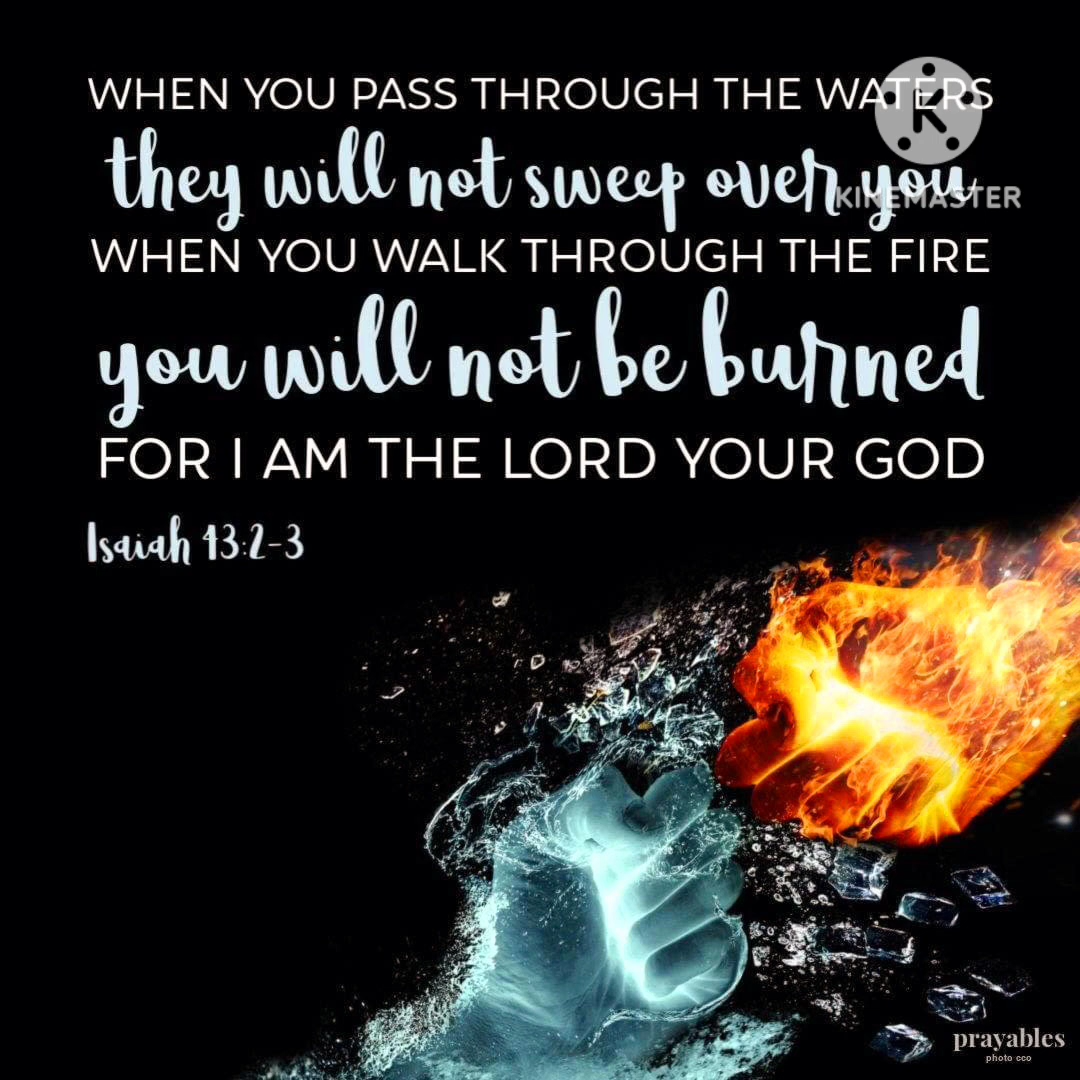 WHEN YOU PASS THROUGH THE WATERS
they will not sweep over you
KINEMASTER
WHEN YOU WALK THROUGH THE FIRE
you will not be burned
FOR I AM THE LORD YOUR GOD
Isaiah 43:2-3
prayables
photo cco